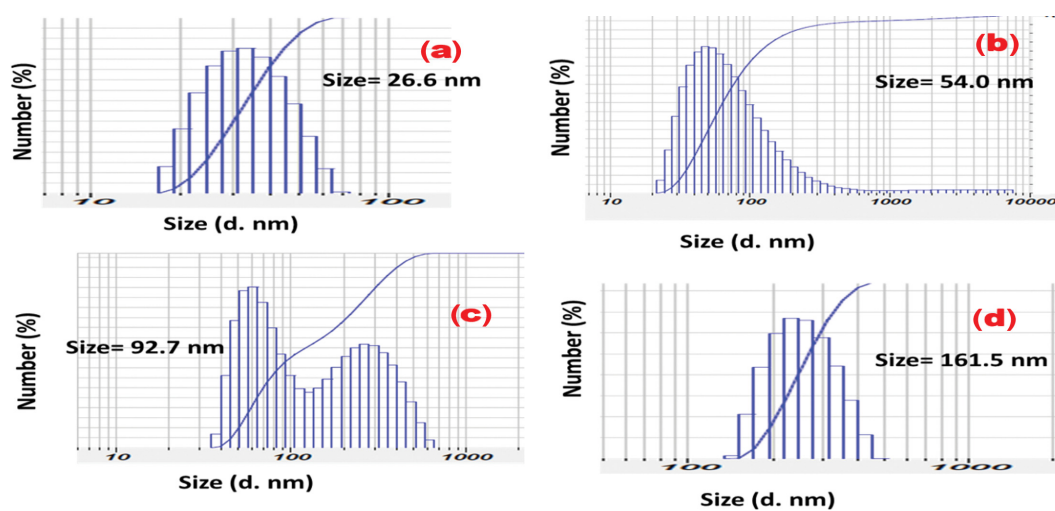 (a)
Size= 26.6 nm
Number (%)
10 100
Size (d. nm)
(b)
Size= 54.0 nm
Number (%)
10 100 1000 10000
Size (d. nm)
(c)
Size= 92.7 nm
Number (%)
10 100 1000
Size (d. nm)
(d)
Size= 161.5 nm
Number (%)
100 1000
Size (d. nm)